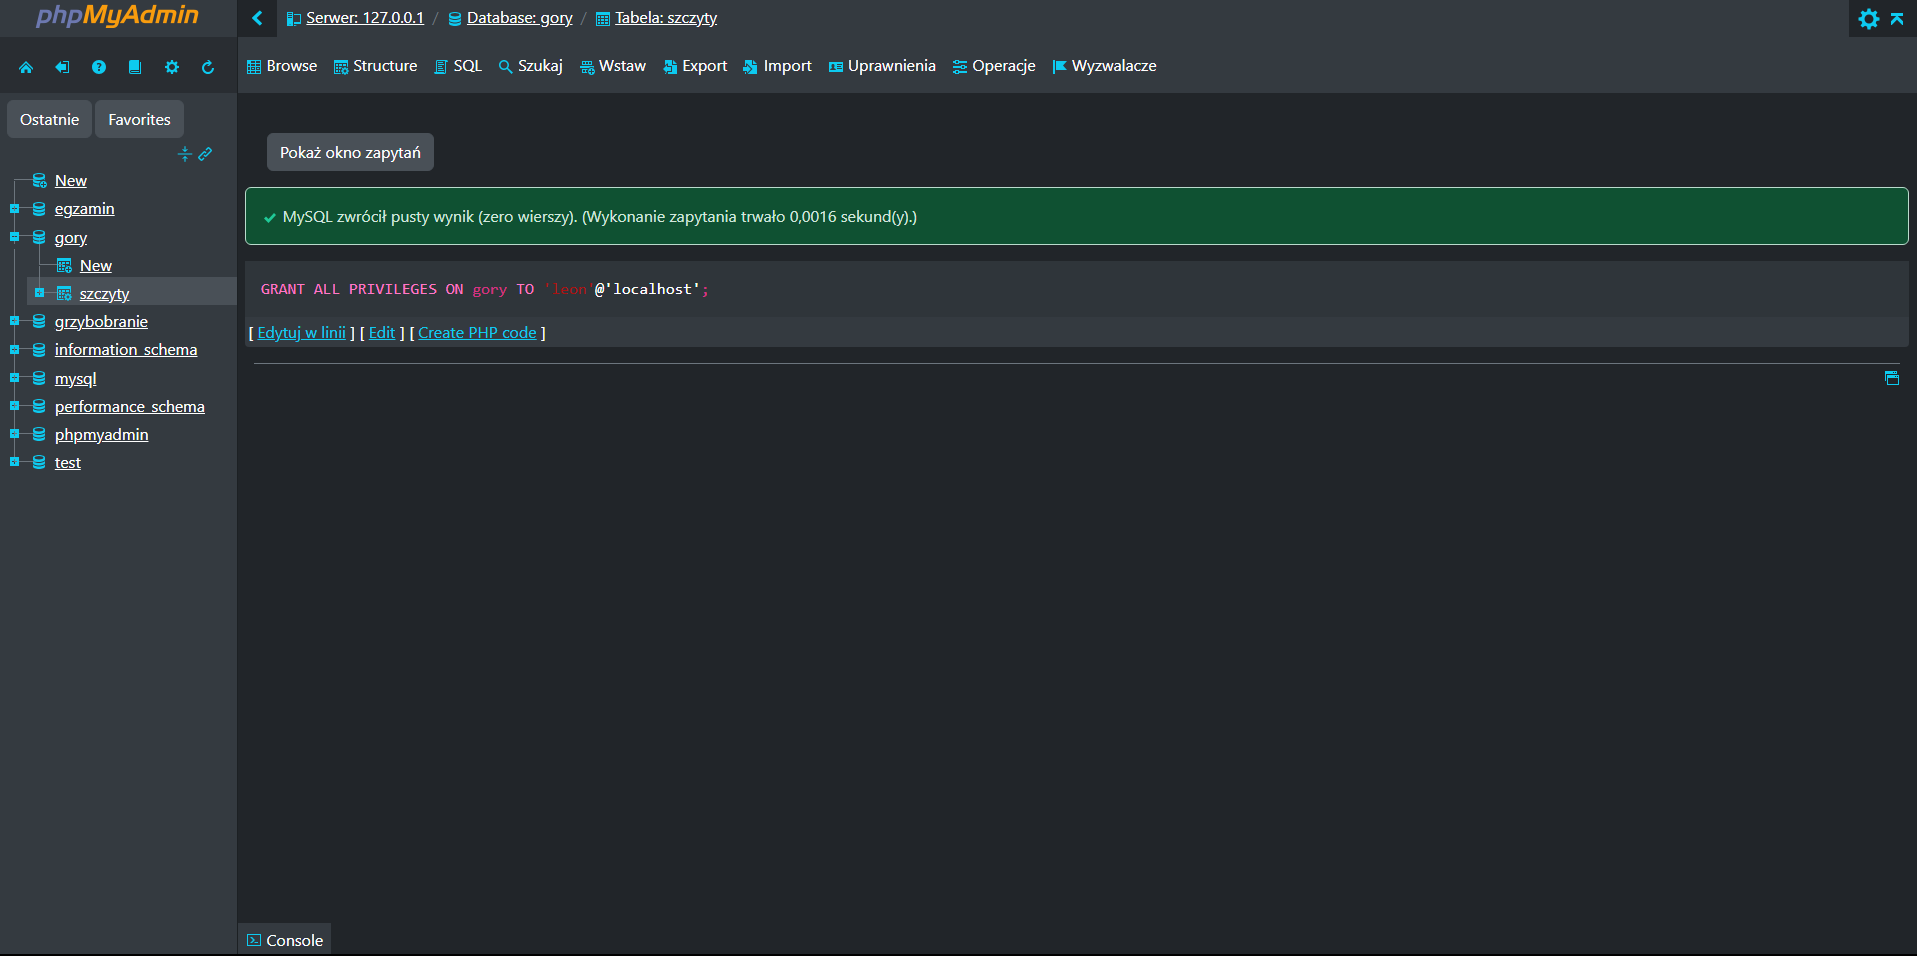 phpMyAdmin
Ostatnie Favorites
New
egzamin
gory
New
szczyty
grzybobranie
information_schema
mysql
performance_schema
phpmyadmin
test
Serwer: 127.0.0.1 / Database: gory / Tabela: szczyty
Browse Structure SQL Szukaj Wstaw Export Import Uprawnienia Operacje Wyzwalacze
Pokaż okno zapytań
MySQL zwrócił pusty wynik (zero wierszy). (Wykonanie zapytania trwało 0,0016 sekund(y).)
GRANT ALL PRIVILEGES ON gory TO 'leon'@'localhost';
[ Edytuj w linii ] [ Edit ] [ Create PHP code ]
Console